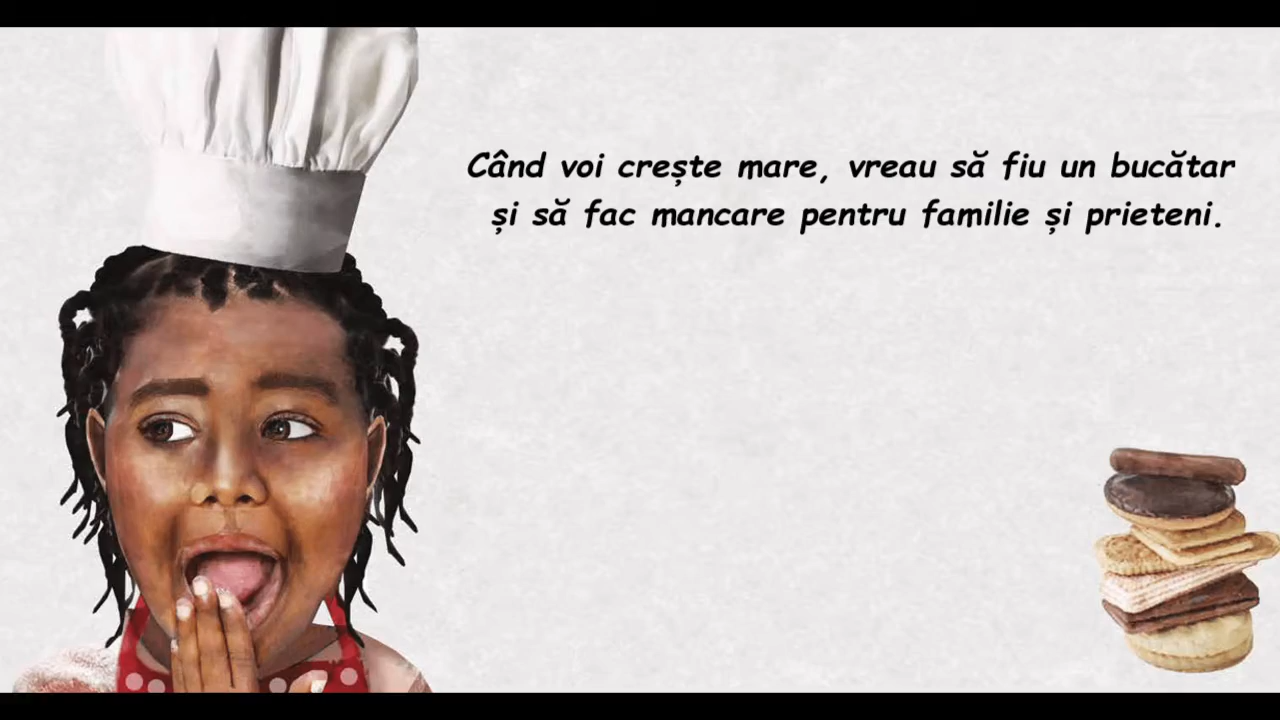 Când voi crește mare, vreau să fiu un bucătar
și să fac mancare pentru familie și prieteni.